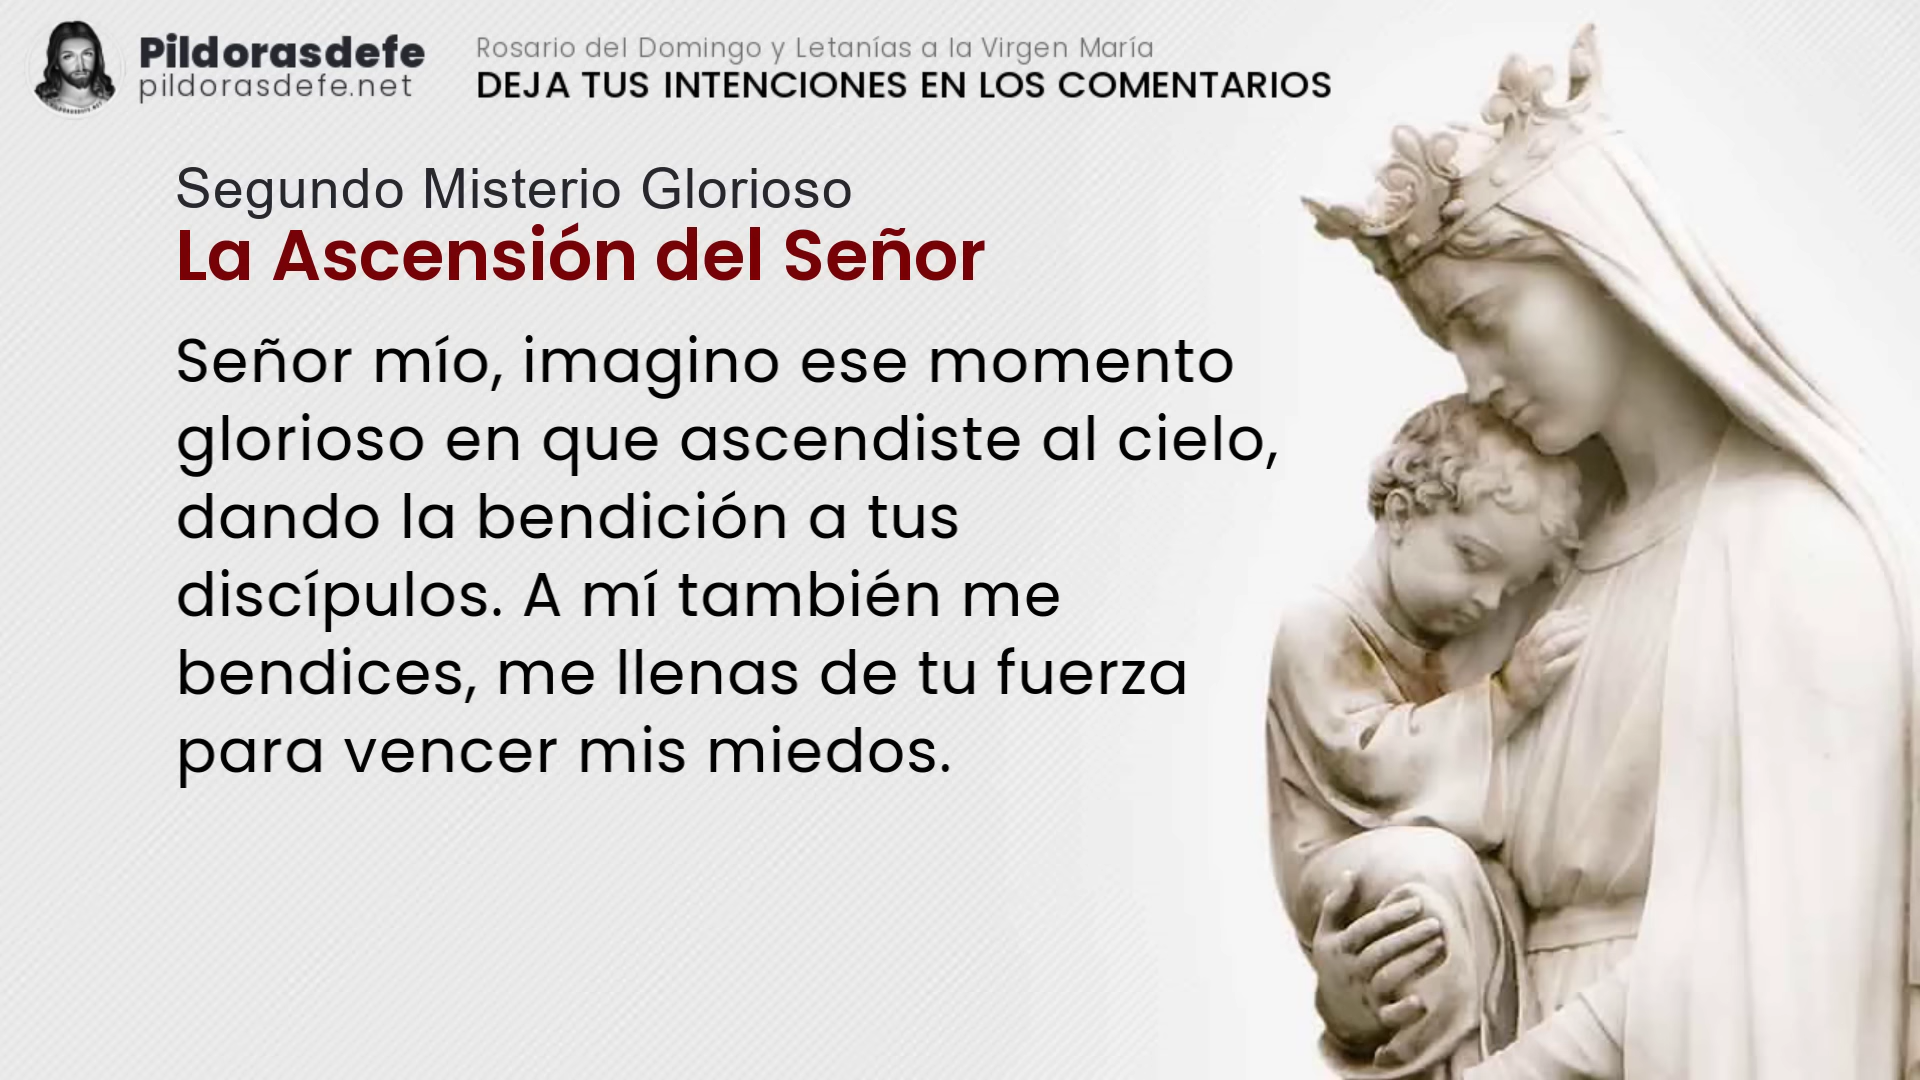 Pildorasdefe
pildorasdefe.net
Rosario del Domingo y Letanías a la Virgen María
DEJA TUS INTENCIONES EN LOS COMENTARIOS
Segundo Misterio Glorioso
La Ascensión del Señor
Señor mío, imagino ese momento
glorioso en que ascendiste al cielo,
dando la bendición a tus
discípulos. A mí también me
bendices, me llenas de tu fuerza
para vencer mis miedos.